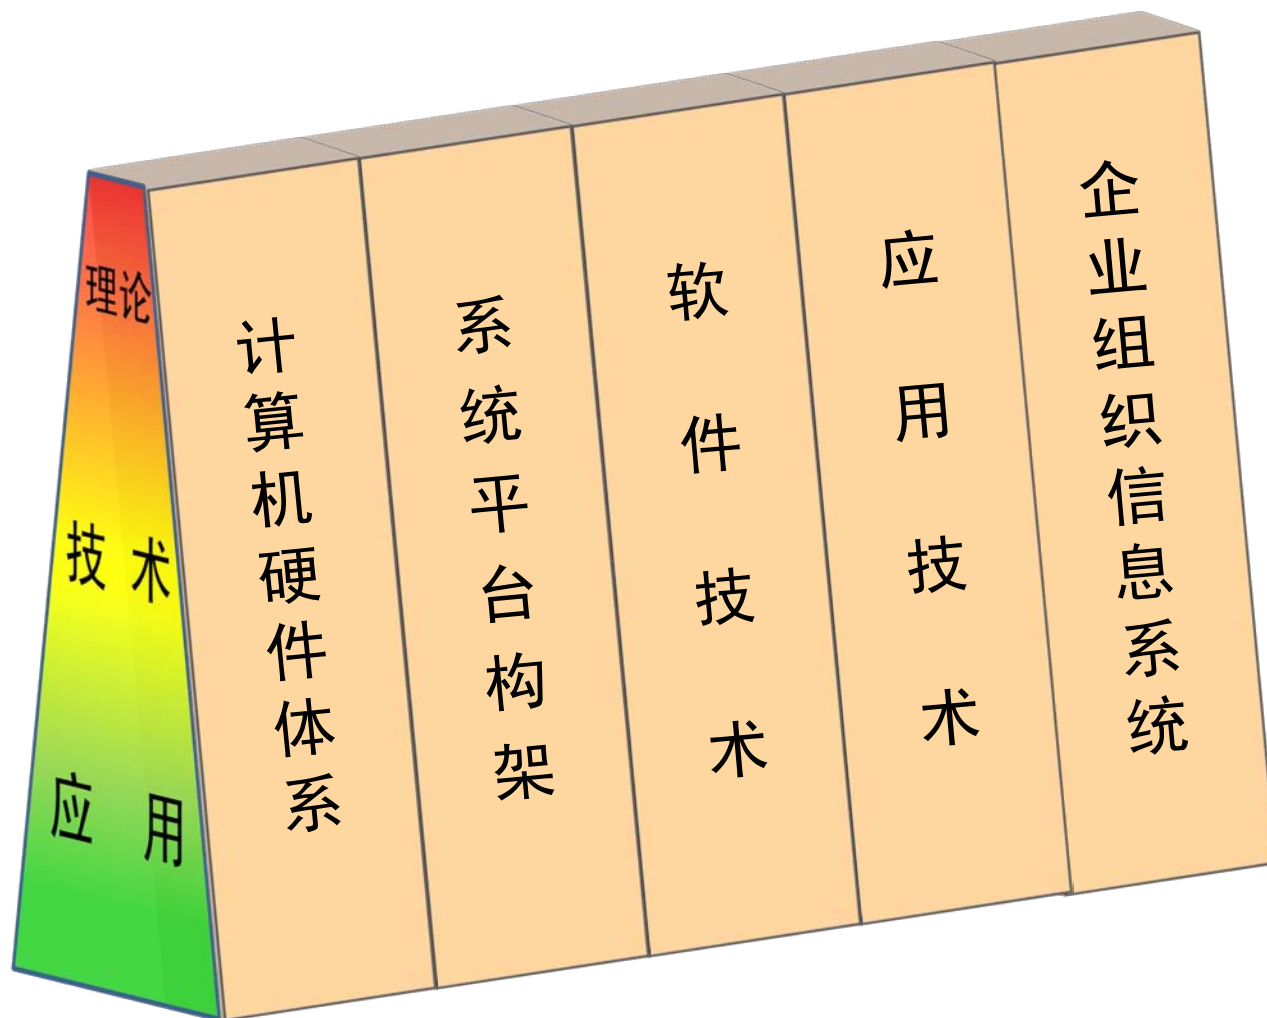 理论
技术
应用
计算机硬件体系
系统平台构架
软件技术
应用技术
企业组织信息系统